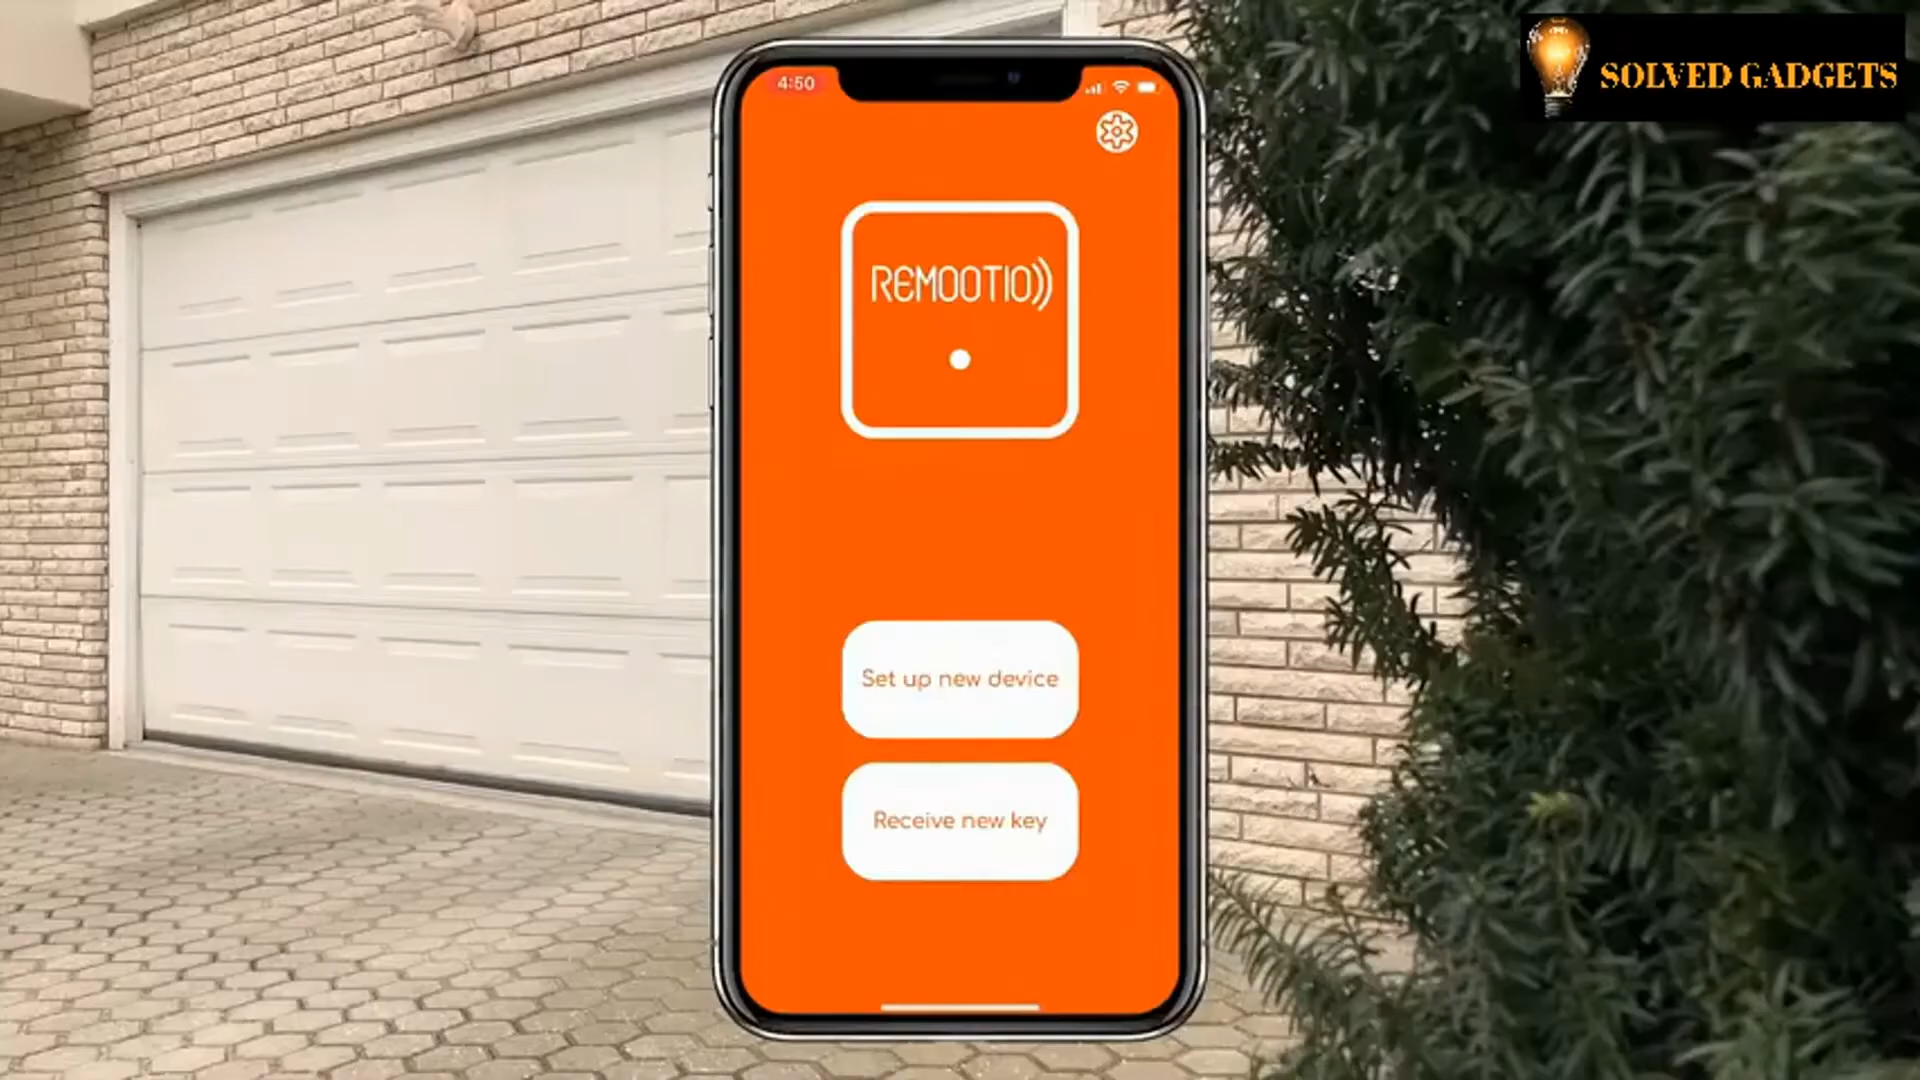 SOLVED GADGETS
4:50
REMOOTIO
Set up new device
Receive new key